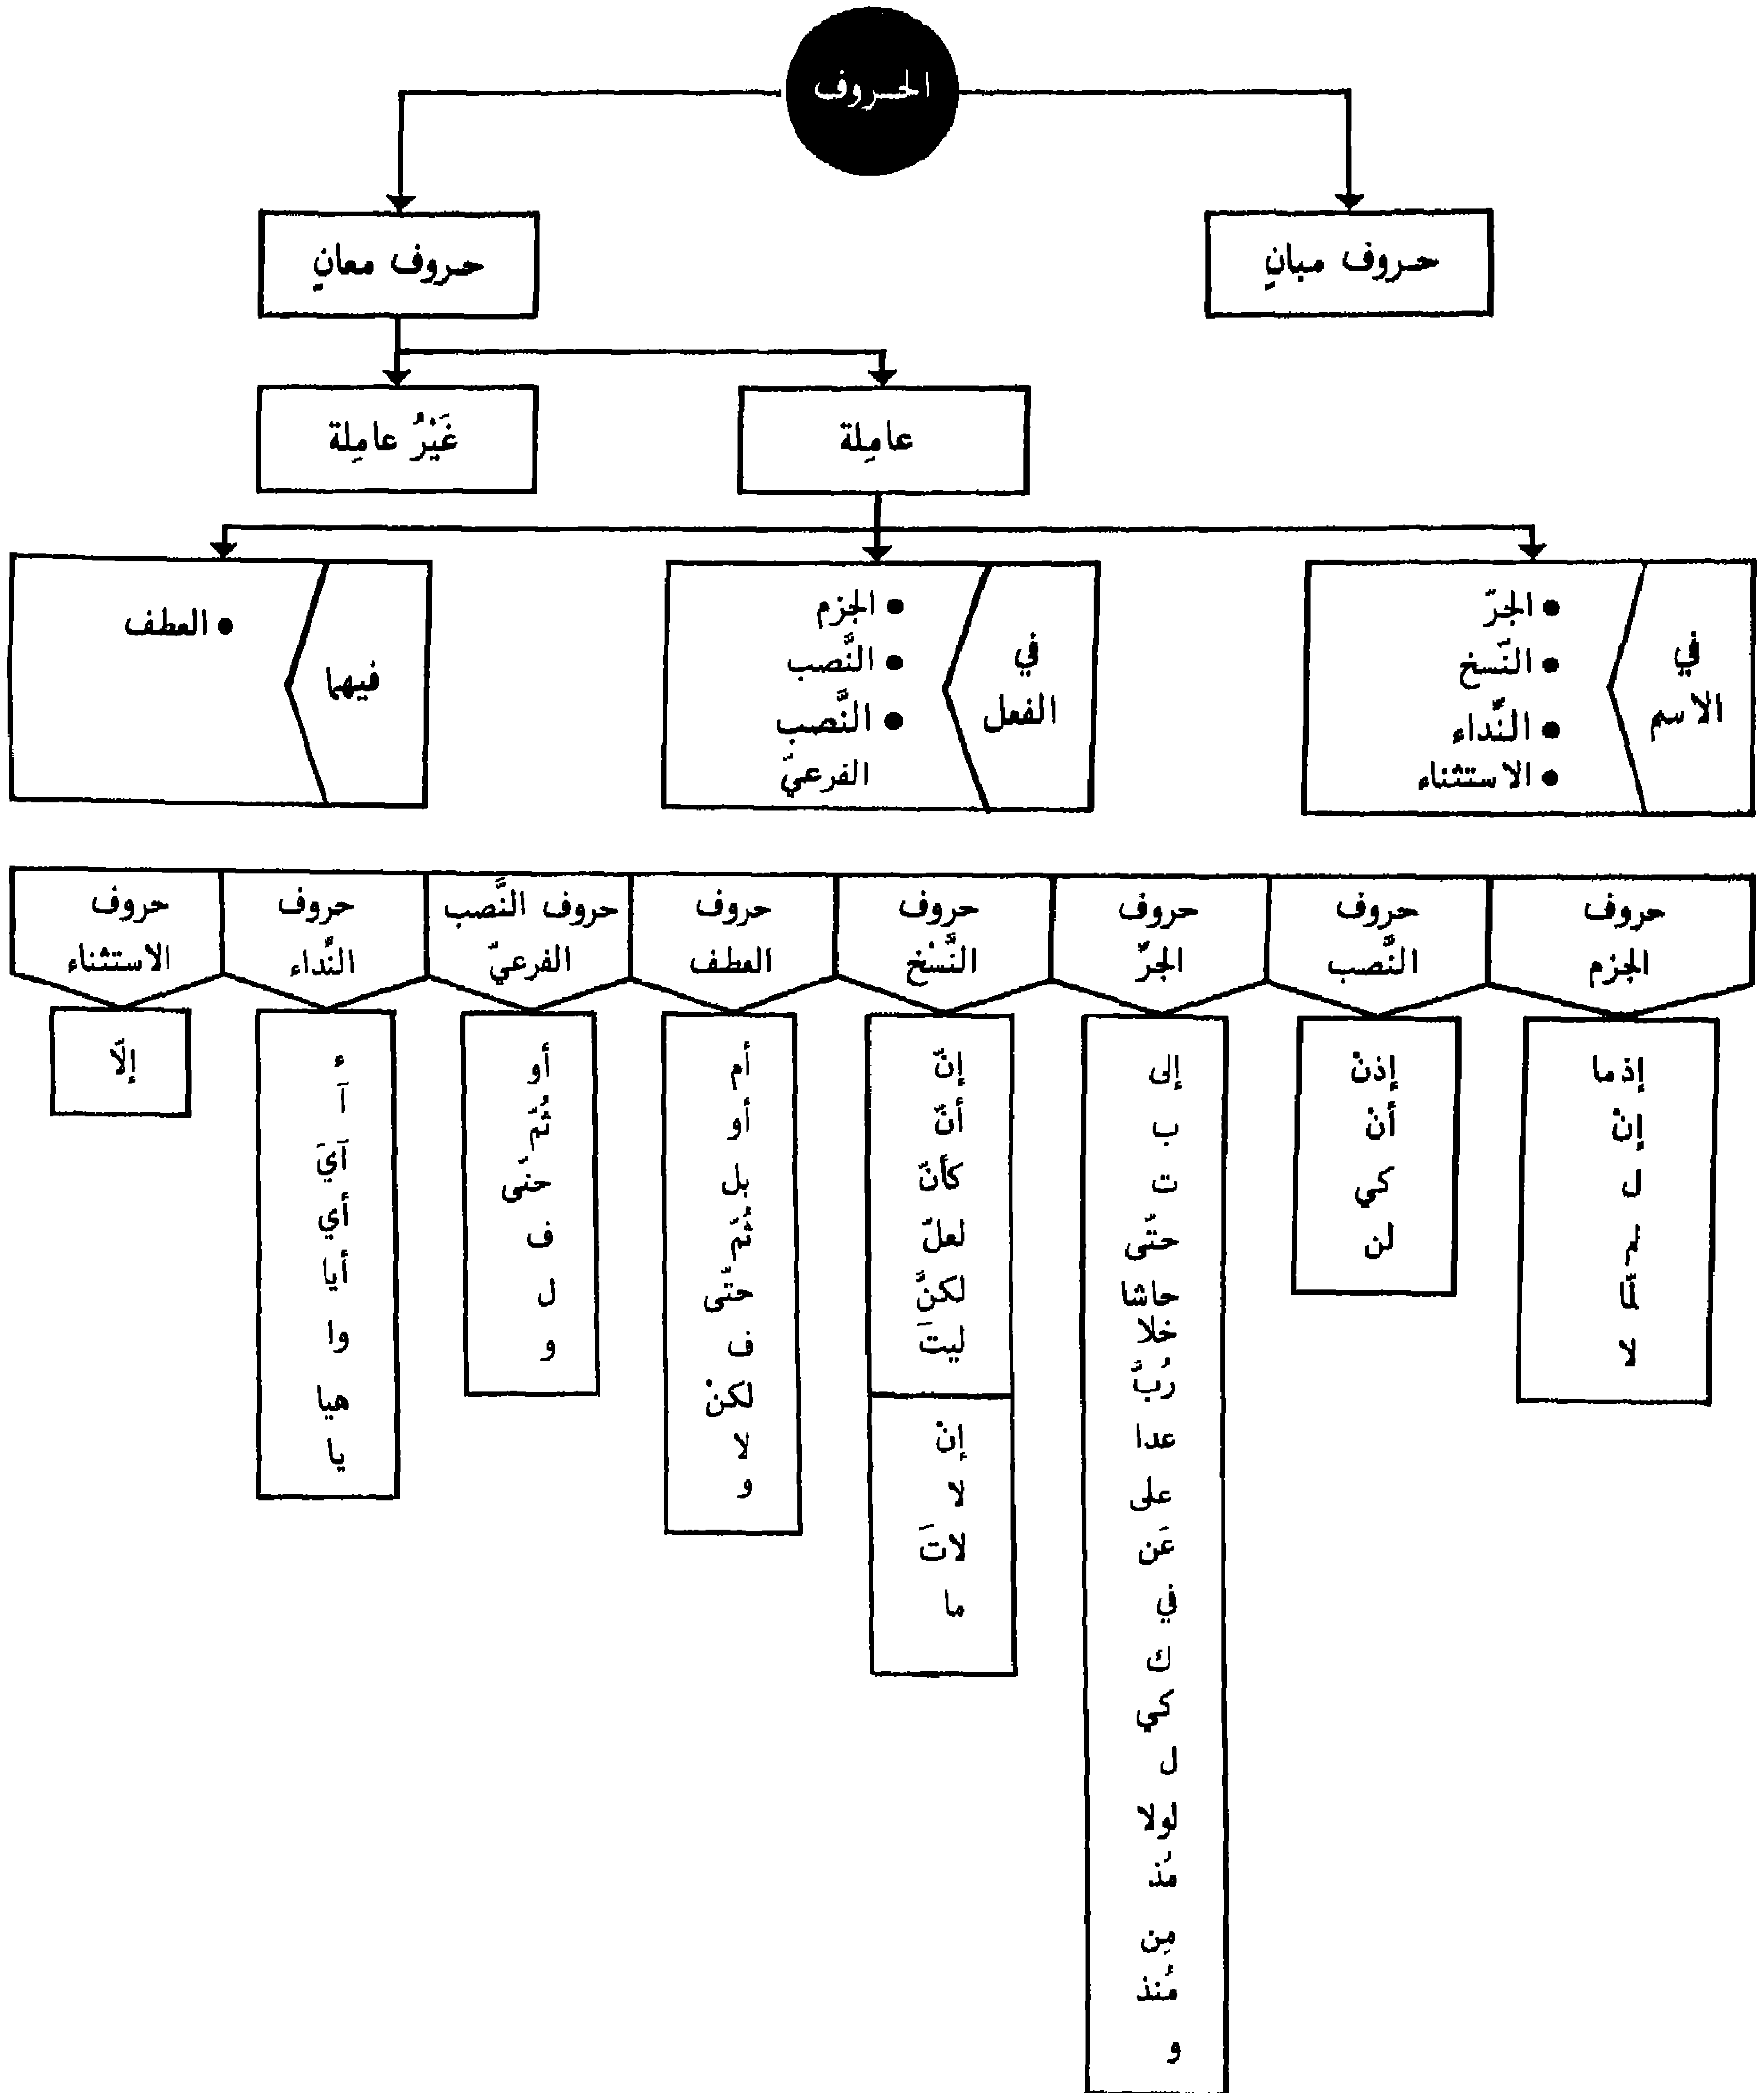 الحروف
حروف مبانٍ
حروف معانٍ
عامِلة
غَيْرُ عامِلة
في
الاسم
• الجرّ
• النَّسخ
• النِّداء
• الاستثناء
في
الفعل
• الجزم
• النَّصب
• النَّصب
الفرعيّ
فيهما
• العطف
حروف
الجزم
إذما
إنْ
ل
لم
لمّا
لا
حروف
النَّصب
إذنْ
أنْ
كي
لن
حروف
الجرّ
إلى
ب
ت
حتّى
حاشا
خلا
رُبَّ
عدا
على
عَن
في
ك
كي
ل
لولا
مُذ
مِن
مُنذ
و
حروف
النَّسْخ
إنّ
أنّ
كأنّ
لعلّ
لكنَّ
ليتَ
إنْ
لا
لاتَ
ما
حروف
العطف
أم
أو
بل
ثُمّ
حتّى
ف
لكنْ
لا
و
حروف النَّصب
الفرعيّ
أو
ثُمّ
حتّى
ف
ل
و
حروف
النِّداء
ء
آ
آيَ
أي
أيا
وا
هيا
يا
حروف
الاستثناء
إلّا